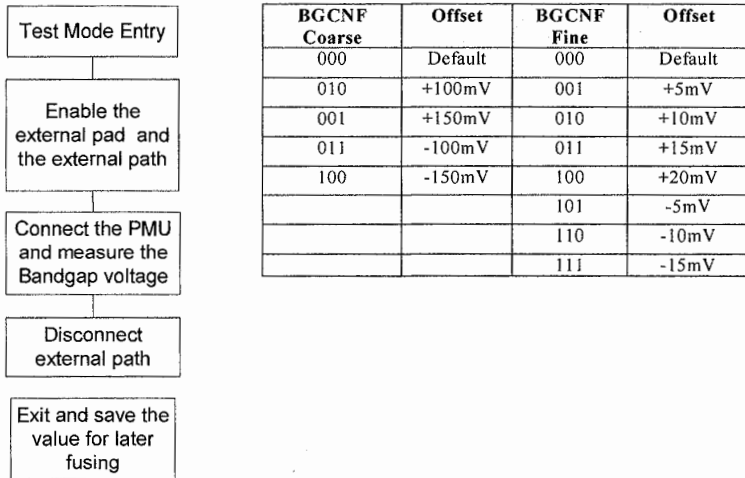 Test Mode Entry
Enable the
external pad and
the external path
Connect the PMU
and measure the
Bandgap voltage
Disconnect
external path
Exit and save the
value for later
fusing
BGCNF Coarse Offset BGCNF Fine Offset
000 Default 000 Default
010 +100mV 001 +5mV
001 +150mV 010 +10mV
011 -100mV 011 +15mV
100 -150mV 100 +20mV
101 -5mV
110 -10mV
111 -15mV